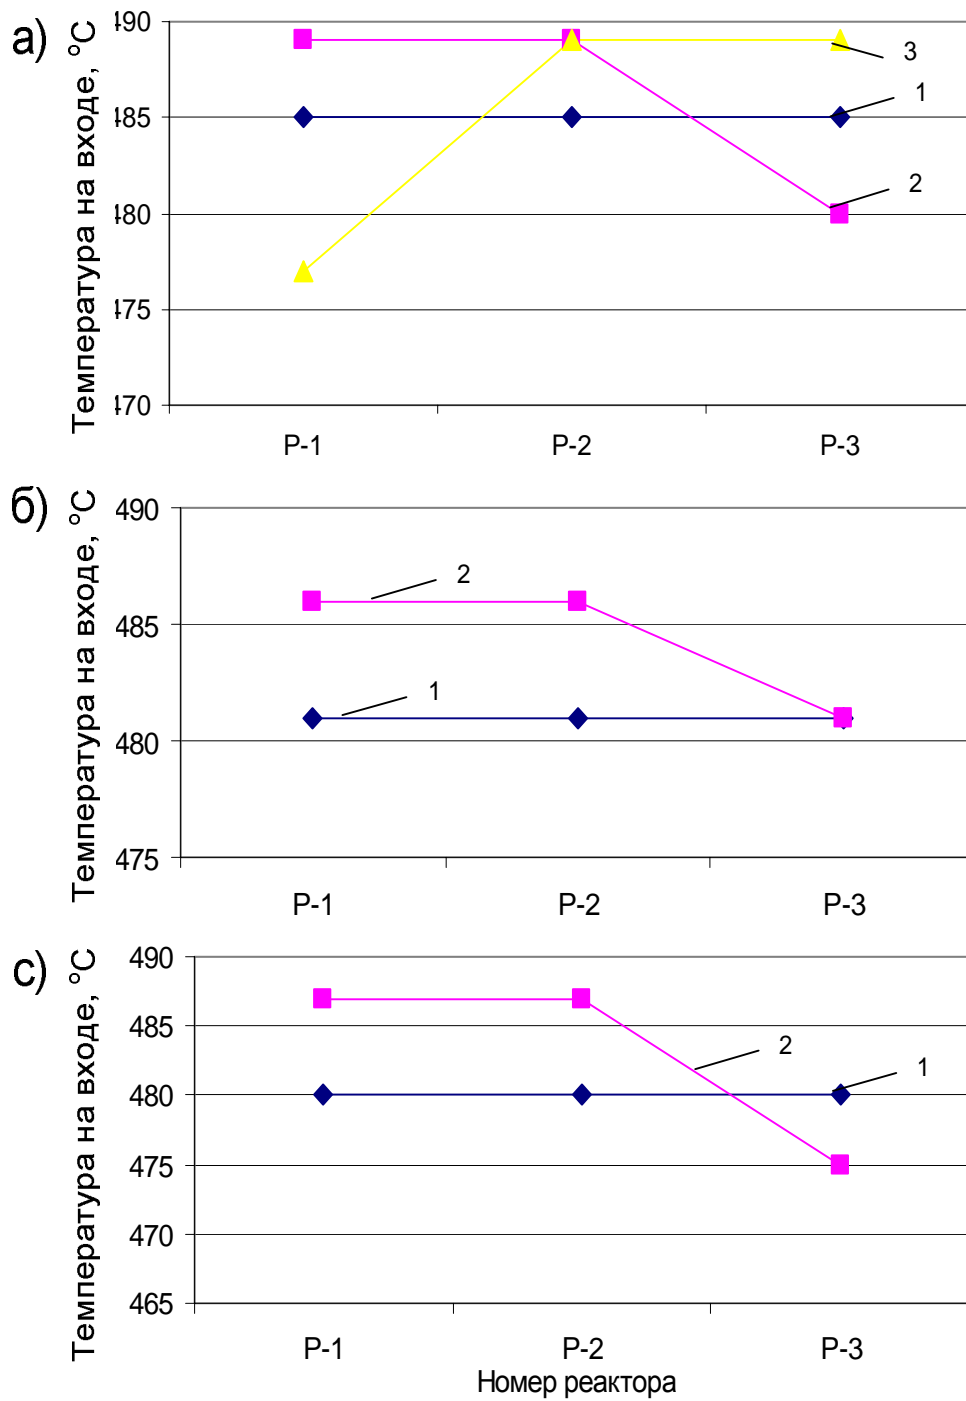 а)
Температура на входе, °С
490
485
480
475
470
3
1
2
Р-1 Р-2 Р-3
б)
Температура на входе, °С
490
485
480
475
2
1
Р-1 Р-2 Р-3
с)
Температура на входе, °С
490
485
480
475
470
465
2
1
Р-1 Р-2 Р-3
Номер реактора